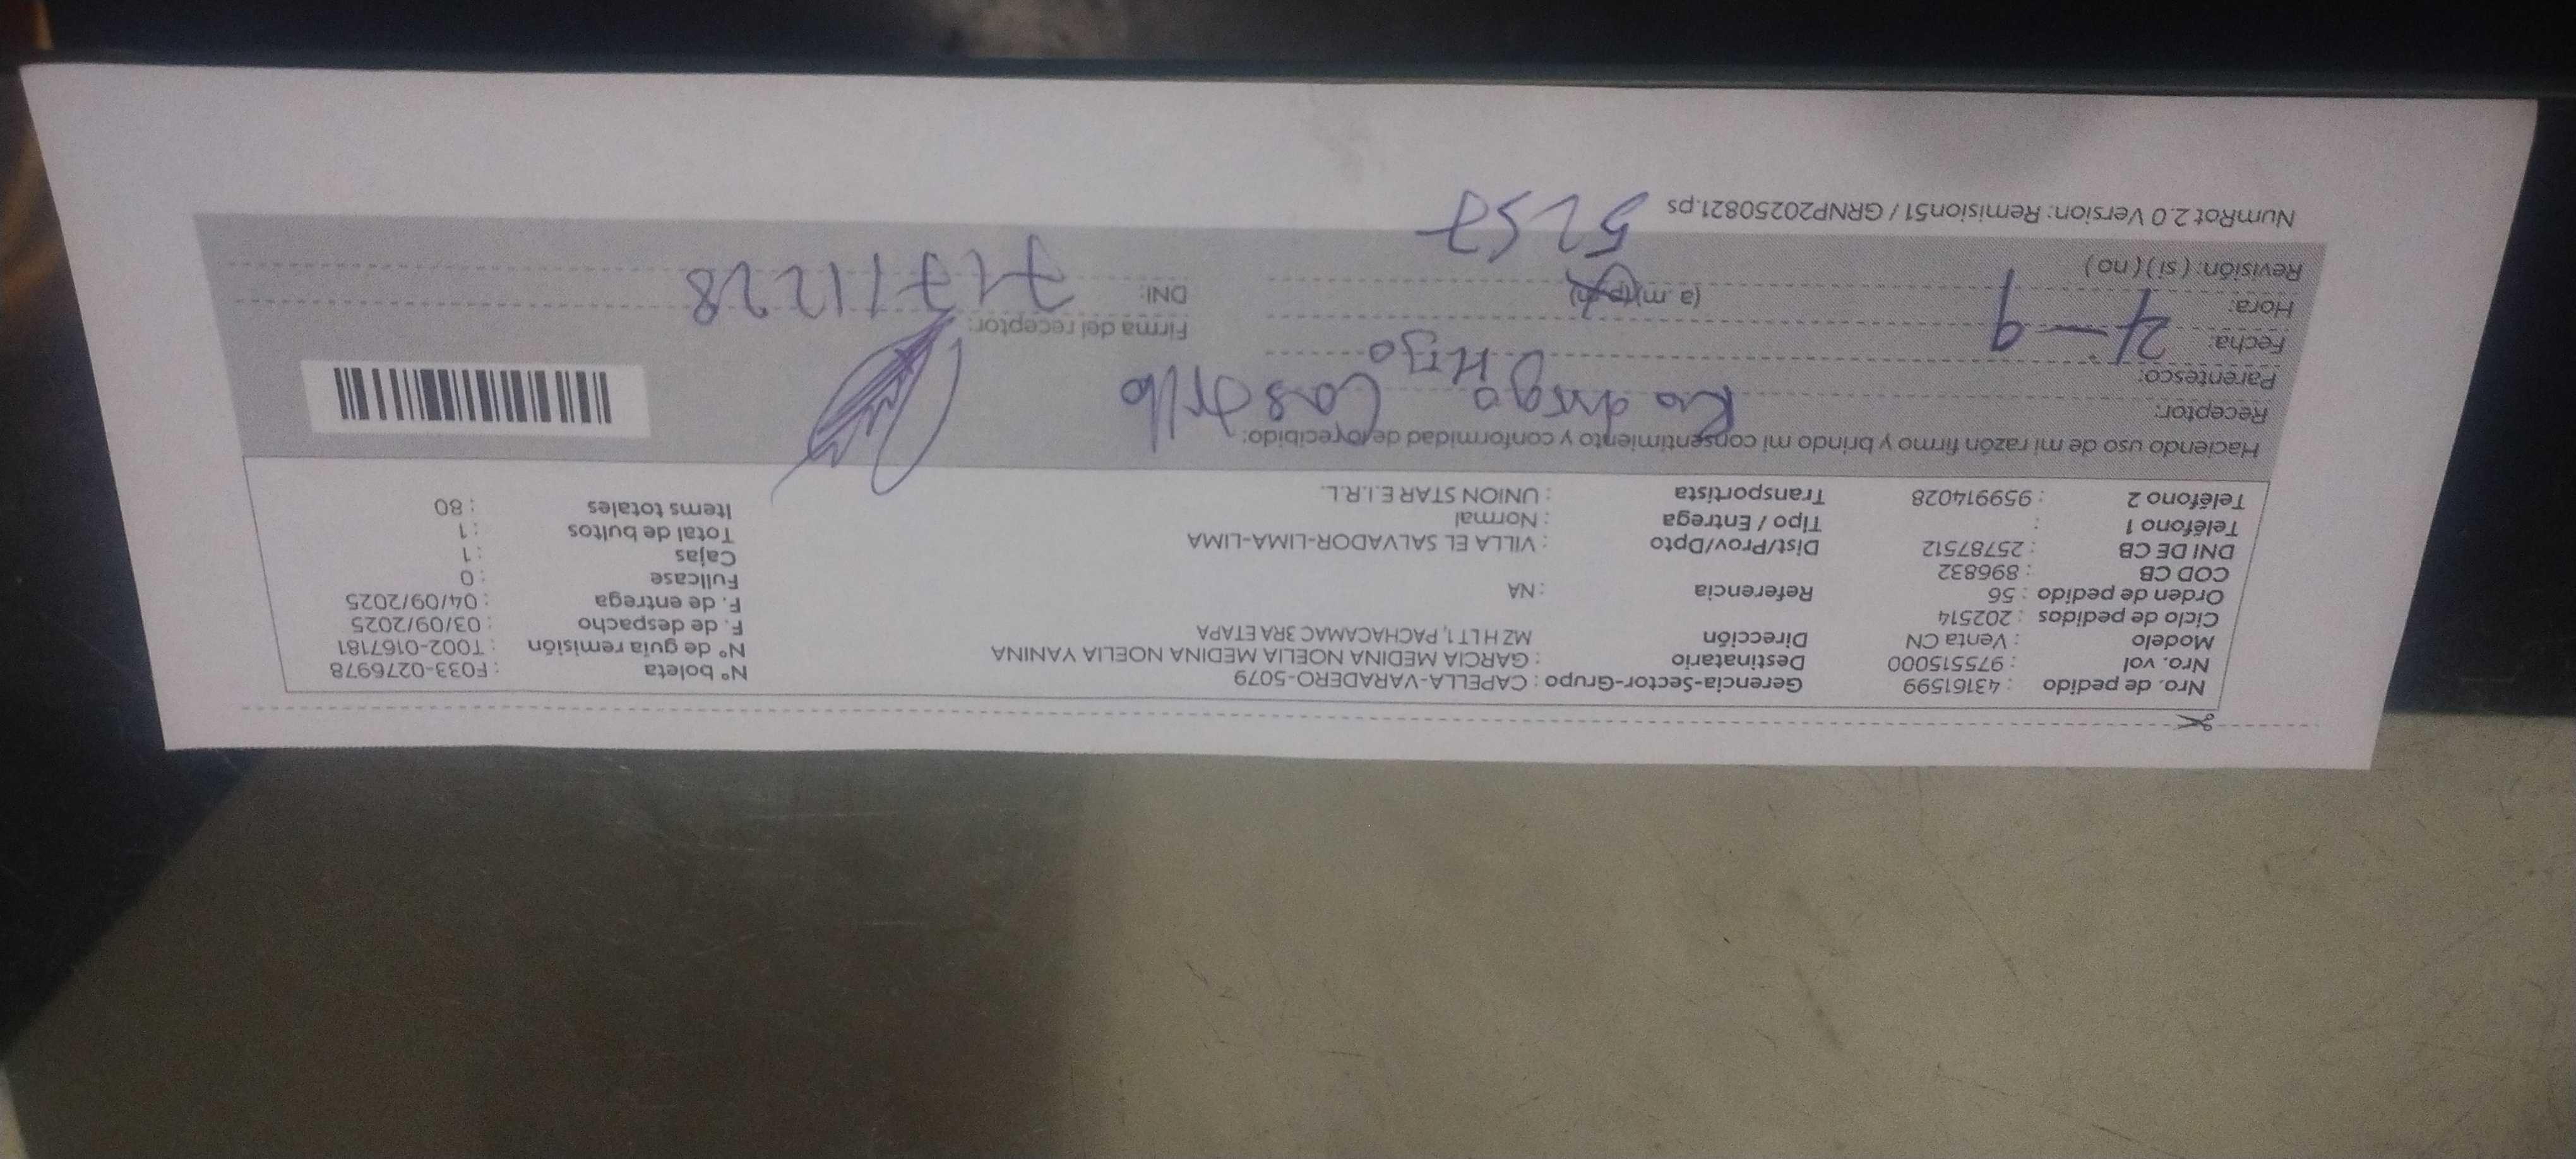 Nro. de pedido : 43161599 Gerencia-Sector-Grupo : CAPELLA-VARADERO-5079 N° boleta : F033-0276978
Nro. vol : 975515000 Destinatario : GARCIA MEDINA NOELIA MEDINA NOELIA YANINA N° de guía remisión : T002-0167181
Modelo : Venta CN Dirección MZ H LT 1, PACHACAMAC 3RA ETAPA F. de despacho : 03/09/2025
Ciclo de pedidos : 202514 F. de entrega : 04/09/2025
Orden de pedido : 56 Referencia : NA Fullcase : 0
COD CB : 896832 Cajas : 1
DNI DE CB : 25787512 Dist/Prov/Dpto : VILLA EL SALVADOR-LIMA-LIMA Total de bultos : 1
Teléfono 1 : Tipo / Entrega : Normal Items totales : 80
Teléfono 2 : 959914028 Transportista : UNION STAR E.I.R.L.
Haciendo uso de mi razón firmo y brindo mi consentimiento y conformidad de lo recibido:
Receptor: Rodrigo Castillo
Parentesco: Hijo
Fecha: 4-9 Firma del receptor:
Hora: (a.m)(p.m) DNI: 71711228
Revisión: ( si ) ( no )
5257
NumRot 2.0 Version: Remision51 / GRNP20250821.ps